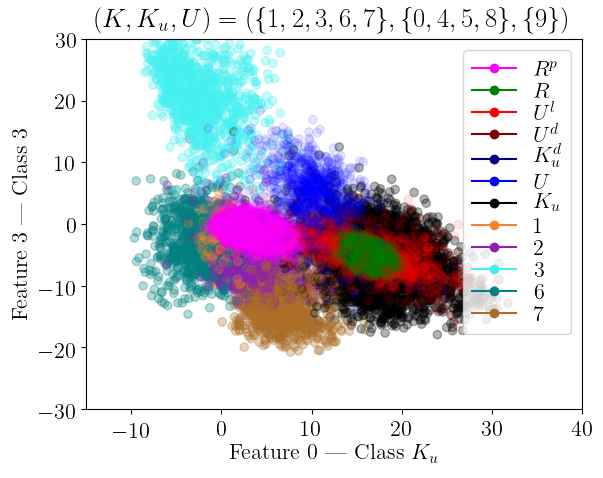 (K, K_u, U) = ({1, 2, 3, 6, 7}, {0, 4, 5, 8}, {9})
30
20
10
0
−10
−20
−30
Feature 3 — Class 3
−10
0
10
20
30
40
Feature 0 — Class K_u
R^p
R
U^l
U^d
K_u^d
U
K_u
1
2
3
6
7